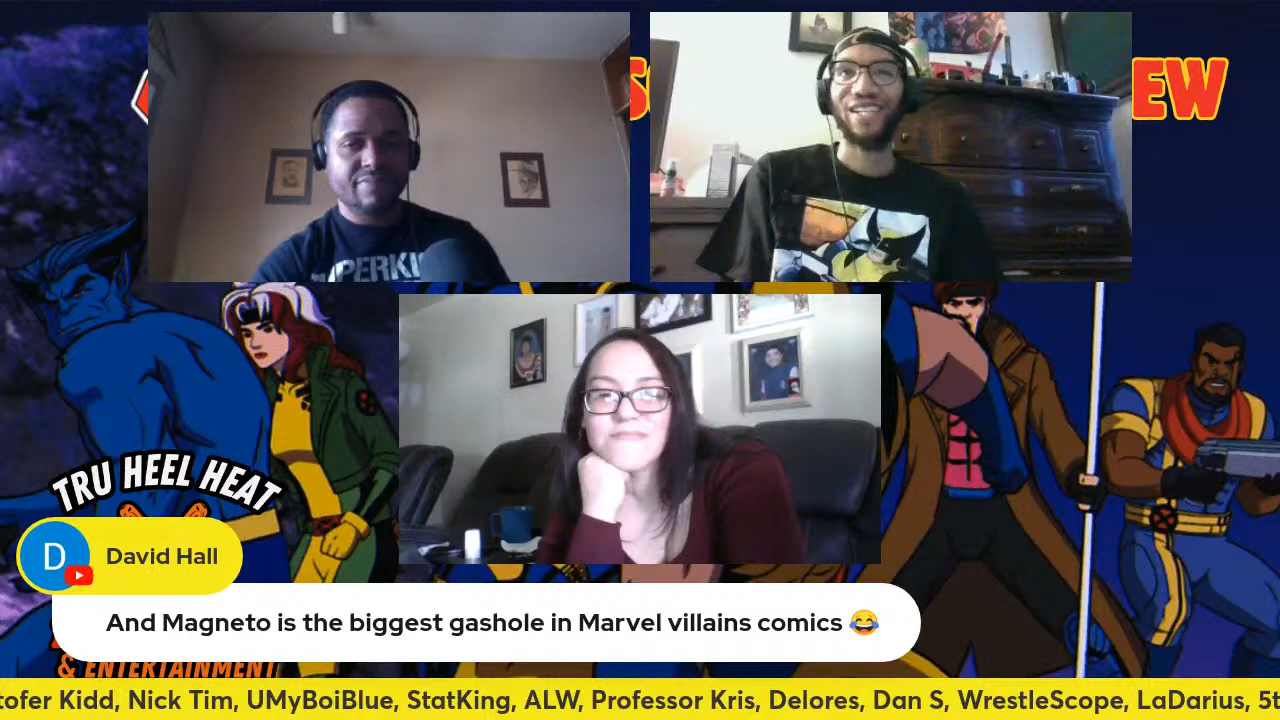 EW
UPERKI
TRU HEEL HEAT
D
David Hall
And Magneto is the biggest gashole in Marvel villains comics 😂
& ENTERTAINMENT
tofer Kidd, Nick Tim, UMyBoiBlue, StatKing, ALW, Professor Kris, Delores, Dan S, WrestleScope, LaDarius, 5t